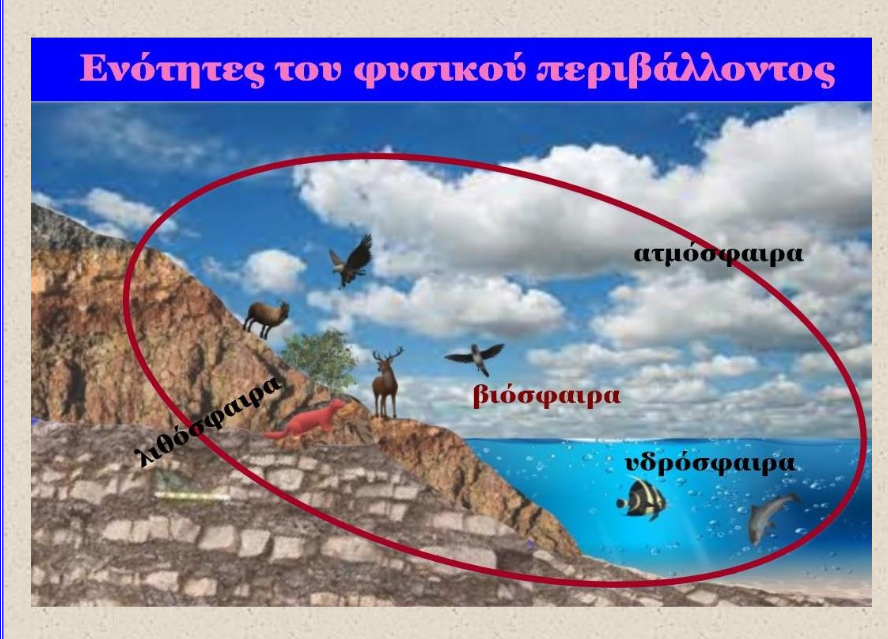 Ενότητες του φυσικού περιβάλλοντος
ατμόσφαιρα
βιόσφαιρα
λιθόσφαιρα
υδρόσφαιρα